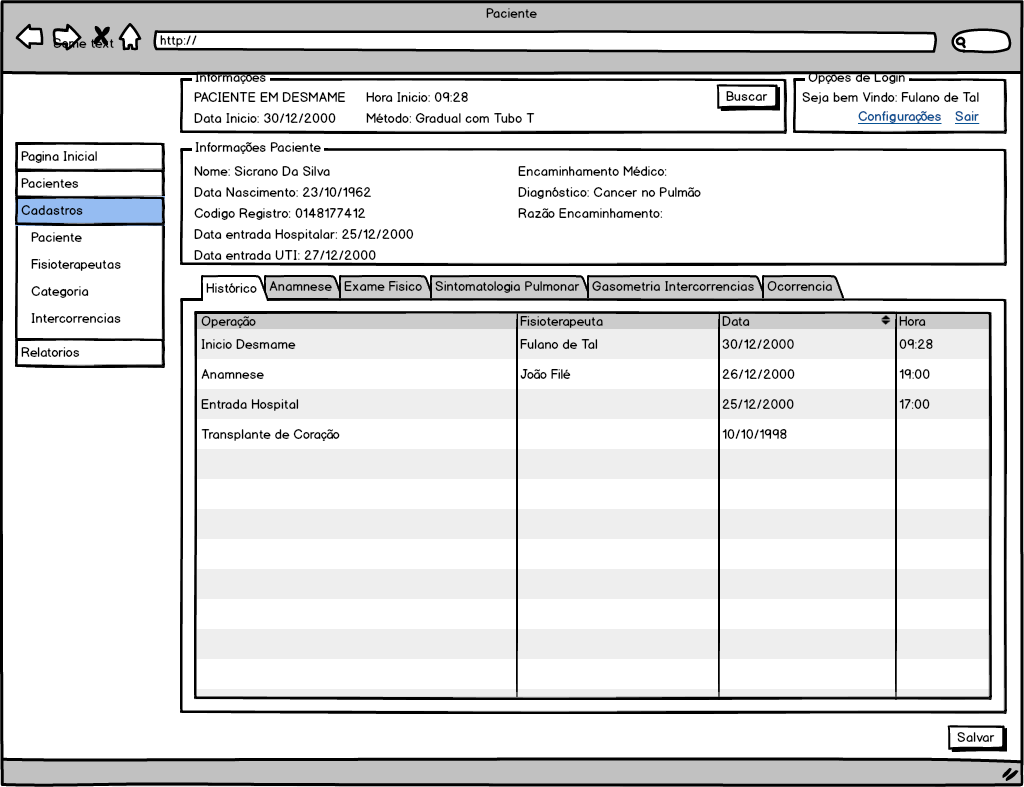 Paciente
Some text
http://
Informações
PACIENTE EM DESMAME Hora Inicio: 09:28
Buscar
Data Inicio: 30/12/2000 Método: Gradual com Tubo T
Opções de Login
Seja bem Vindo: Fulano de Tal
Configurações Sair
Pagina Inicial
Pacientes
Cadastros
Paciente
Fisioterapeutas
Categoria
Intercorrencias
Relatorios
Informações Paciente
Nome: Sicrano Da Silva
Data Nascimento: 23/10/1962
Codigo Registro: 0148177412
Data entrada Hospitalar: 25/12/2000
Data entrada UTI: 27/12/2000
Encaminhamento Médico:
Diagnóstico: Cancer no Pulmão
Razão Encaminhamento:
Histórico Anamnese Exame Fisico Sintomatologia Pulmonar Gasometria Intercorrencias Ocorrencia
Operação Fisioterapeuta Data Hora
Inicio Desmame Fulano de Tal 30/12/2000 09:28
Anamnese João Filé 26/12/2000 19:00
Entrada Hospital 25/12/2000 17:00
Transplante de Coração 10/10/1998
Salvar